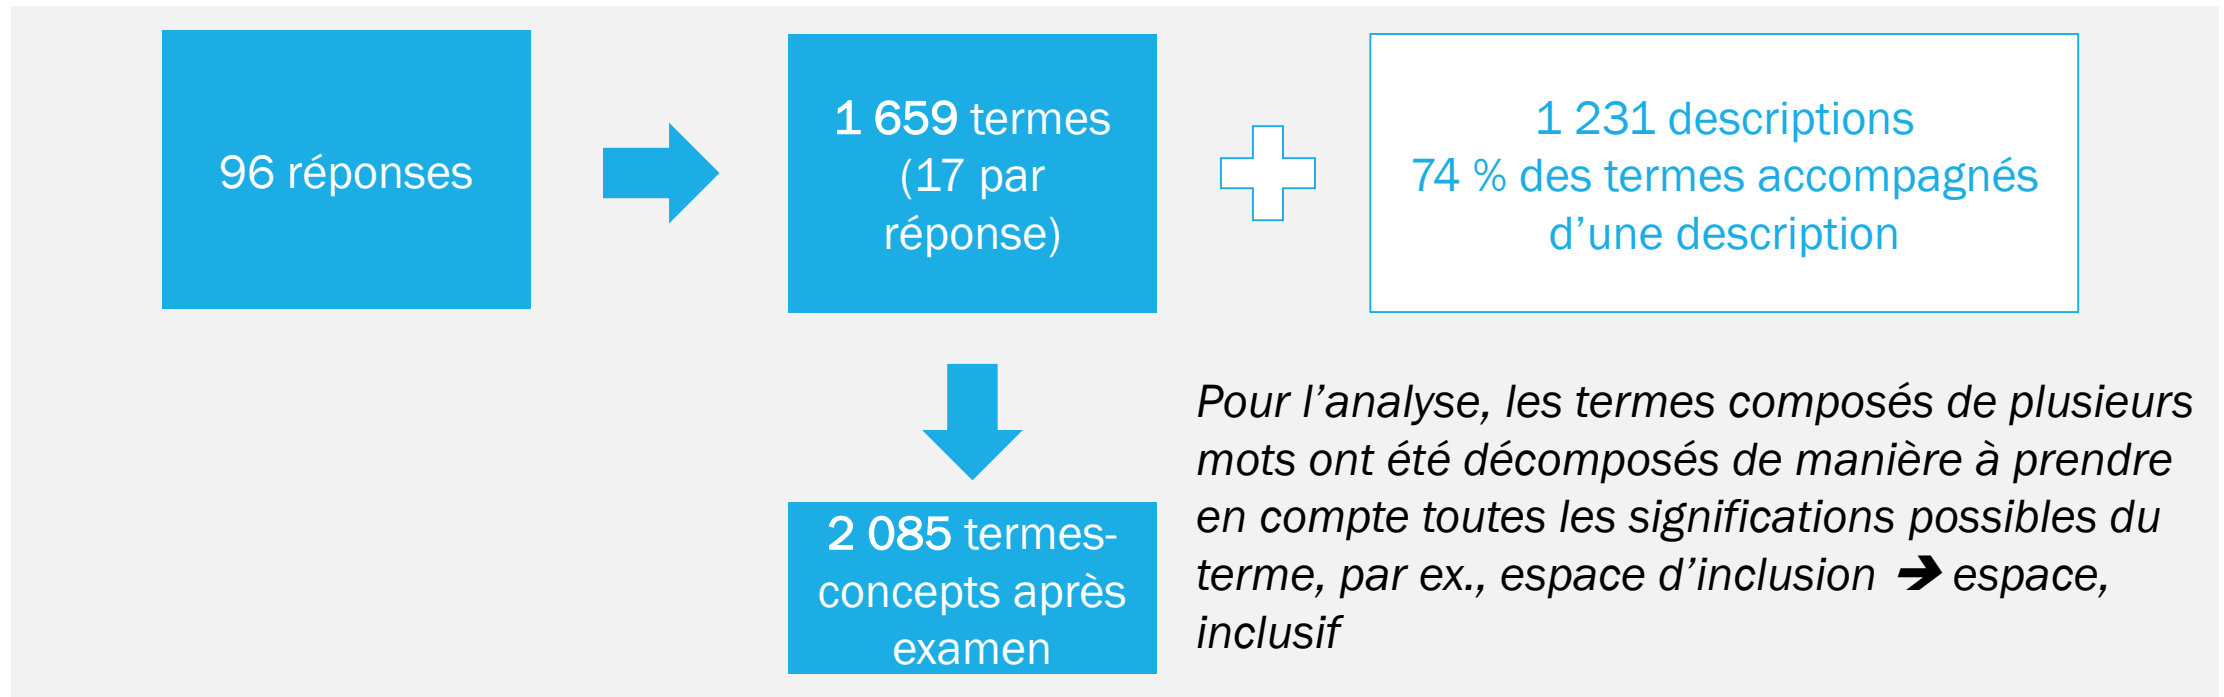 96 réponses
1 659 termes
(17 par
réponse)
1 231 descriptions
74 % des termes accompagnés
d’une description
2 085 termes-
concepts après
examen
Pour l’analyse, les termes composés de plusieurs
mots ont été décomposés de manière à prendre
en compte toutes les significations possibles du
terme, par ex., espace d’inclusion ➔ espace,
inclusif